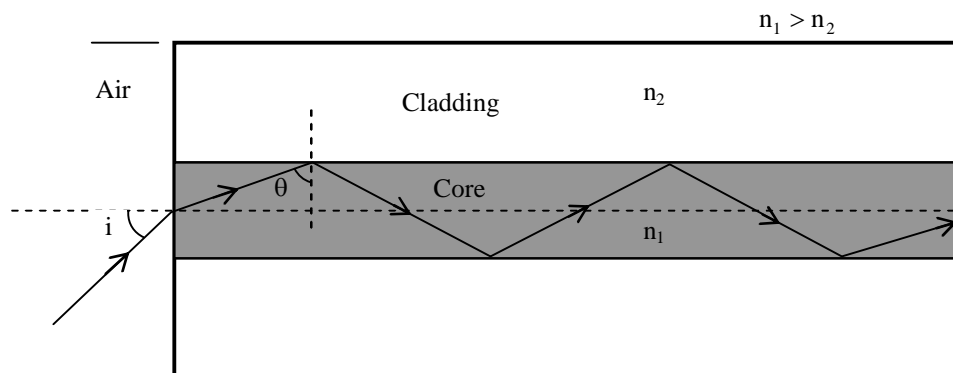 n₁ > n₂
Air
Cladding
n₂
θ
Core
i
n₁